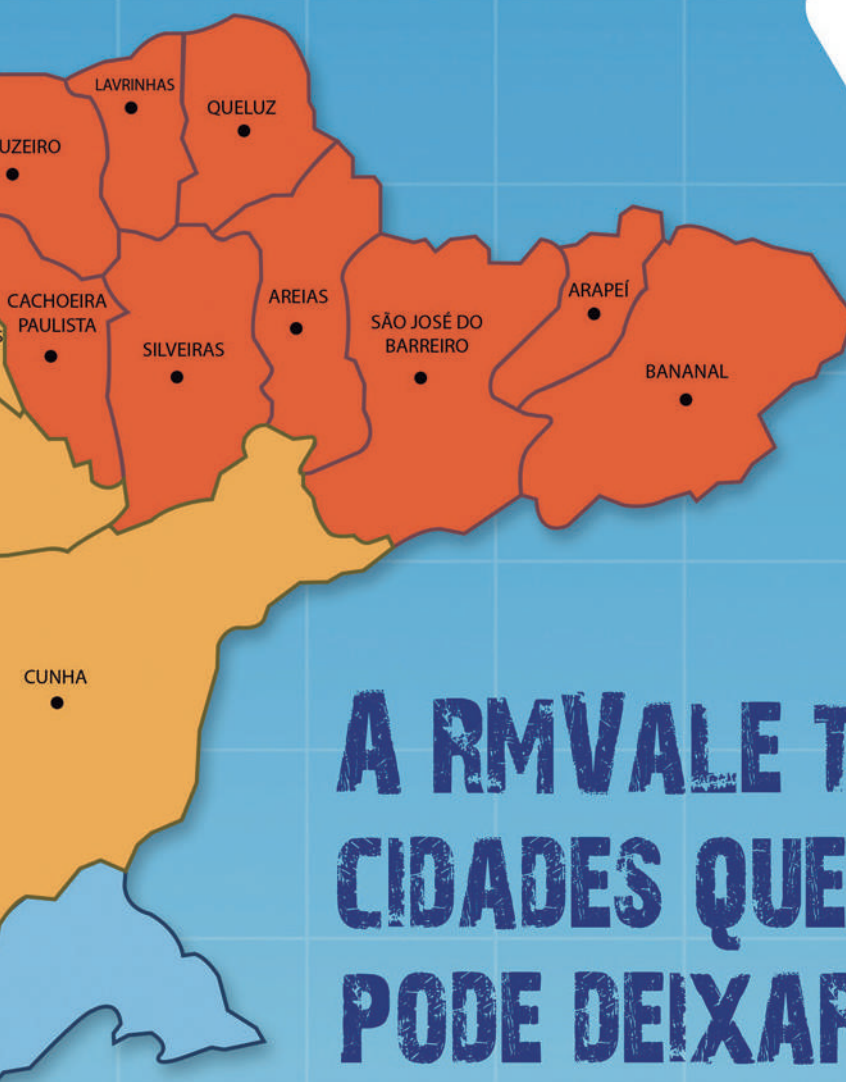 LAVRINHAS
QUELUZ
UZEIRO
CACHOEIRA
PAULISTA
AREIAS
SÃO JOSÉ DO
BARREIRO
ARAPEÍ
SILVEIRAS
BANANAL
CUNHA
A RMVALE T
CIDADES QUE
PODE DEIXAR